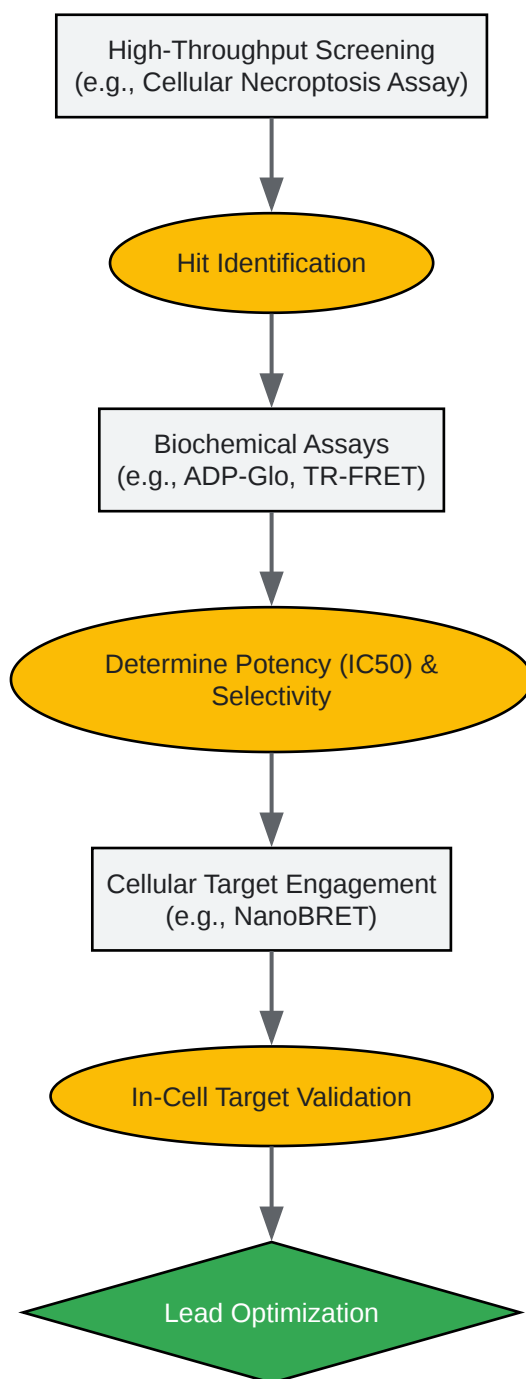 High-Throughput Screening
(e.g., Cellular Necroptosis Assay)
Hit Identification
Biochemical Assays
(e.g., ADP-Glo, TR-FRET)
Determine Potency (IC50) &
Selectivity
Cellular Target Engagement
(e.g., NanoBRET)
In-Cell Target Validation
Lead Optimization